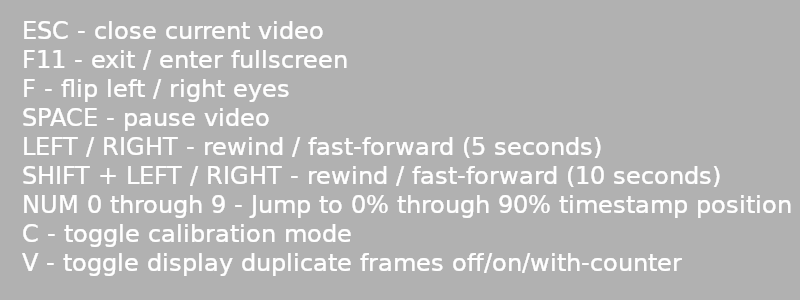 ESC - close current video
F11 - exit / enter fullscreen
F - flip left / right eyes
SPACE - pause video
LEFT / RIGHT - rewind / fast-forward (5 seconds)
SHIFT + LEFT / RIGHT - rewind / fast-forward (10 seconds)
NUM 0 through 9 - Jump to 0% through 90% timestamp position
C - toggle calibration mode
V - toggle display duplicate frames off/on/with-counter